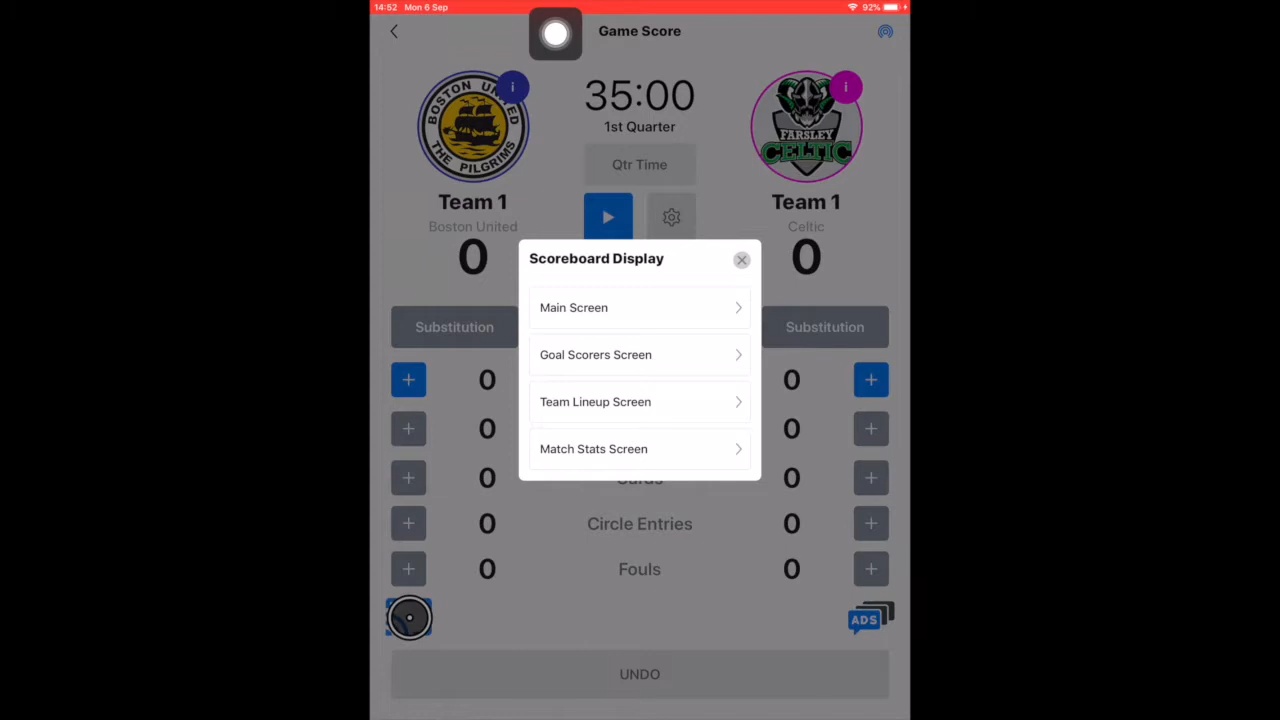 14:52 Mon 6 Sep 92%
Game Score
BOSTON UNITED
THE PILGRIMS
i
35:00
1st Quarter
Qtr Time
i
FARSLEY
CELTIC
Team 1
Boston United
0
Team 1
Celtic
0
Scoreboard Display
Main Screen
Goal Scorers Screen
Team Lineup Screen
Match Stats Screen
Substitution
Substitution
+ 0 0 +
+ 0 0 +
+ 0 Cards 0 +
+ 0 Circle Entries 0 +
+ 0 Fouls 0 +
ADS
UNDO